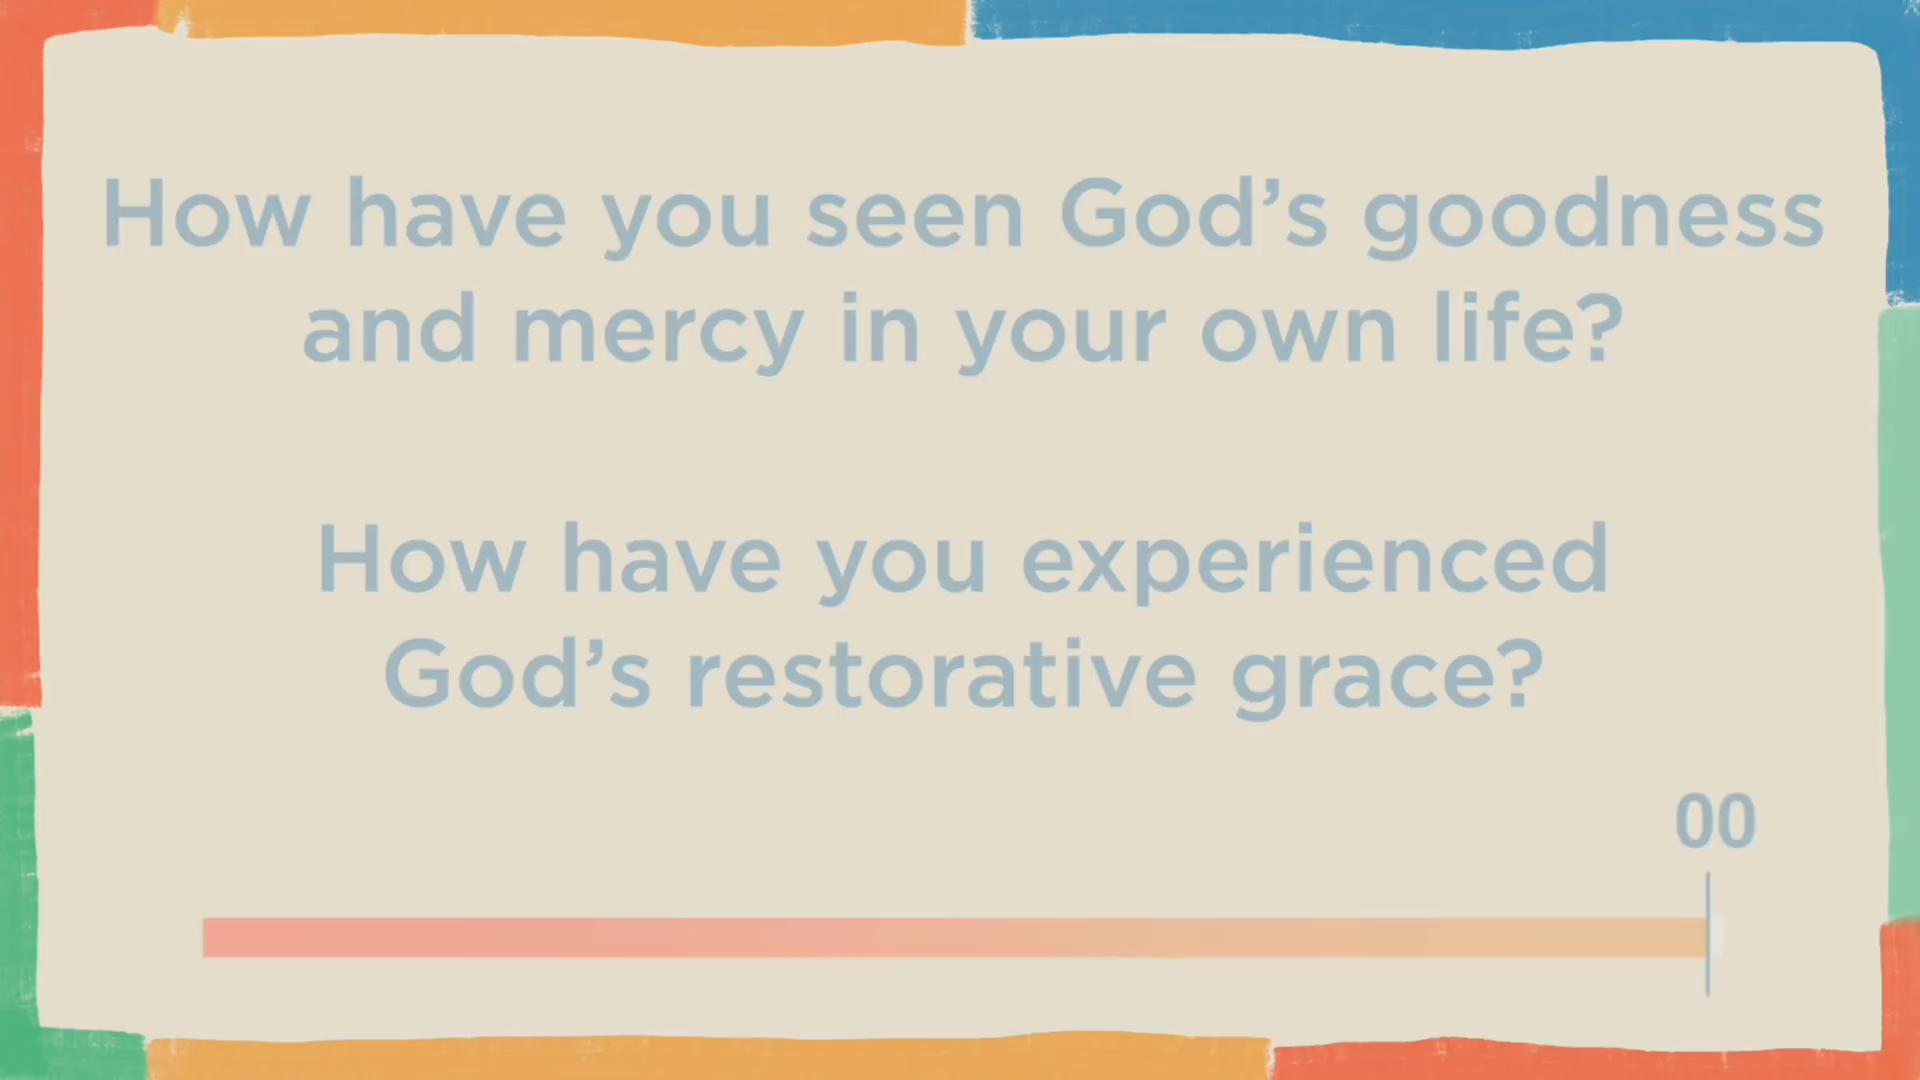 How have you seen God’s goodness
and mercy in your own life?
How have you experienced
God’s restorative grace?
00